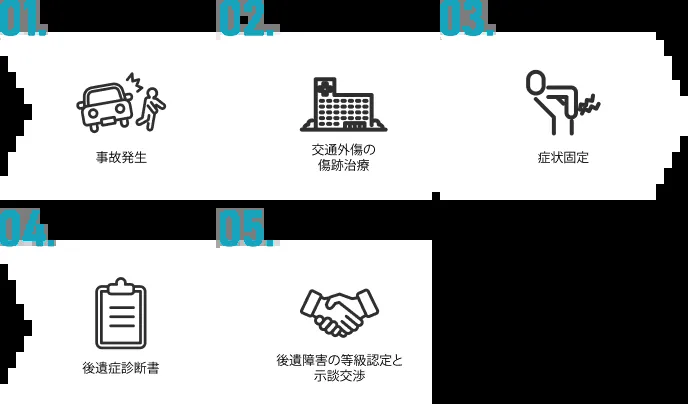 01.
事故発生
02.
交通外傷の
傷跡治療
03.
症状固定
04.
後遺症診断書
05.
後遺障害の等級認定と
示談交渉